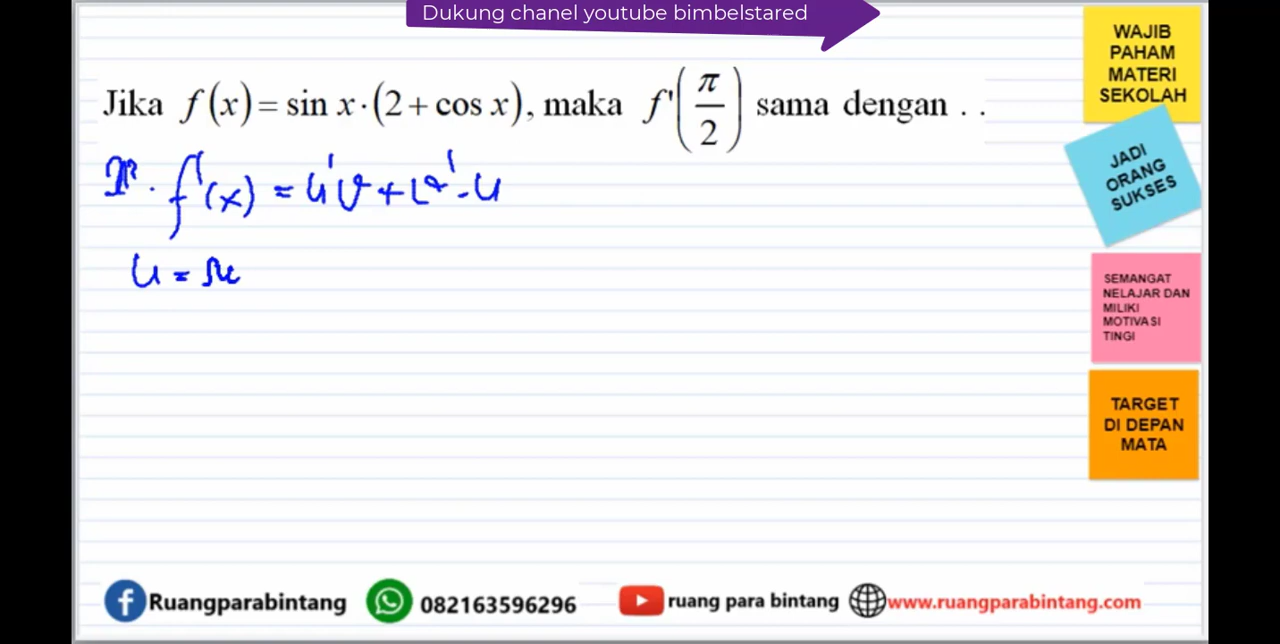 Dukung chanel youtube bimbelstared
Jika f(x) = sin x · (2 + cos x), maka f'(π/2) sama dengan . .
f'(x) = u'v + v' · u
u =
WAJIB
PAHAM
MATERI
SEKOLAH
JADI
ORANG
SUKSES
SEMANGAT
NELAJAR DAN
MILIKI
MOTIVASI
TINGI
TARGET
DI DEPAN
MATA
Ruangparabintang
082163596296
ruang para bintang
www.ruangparabintang.com